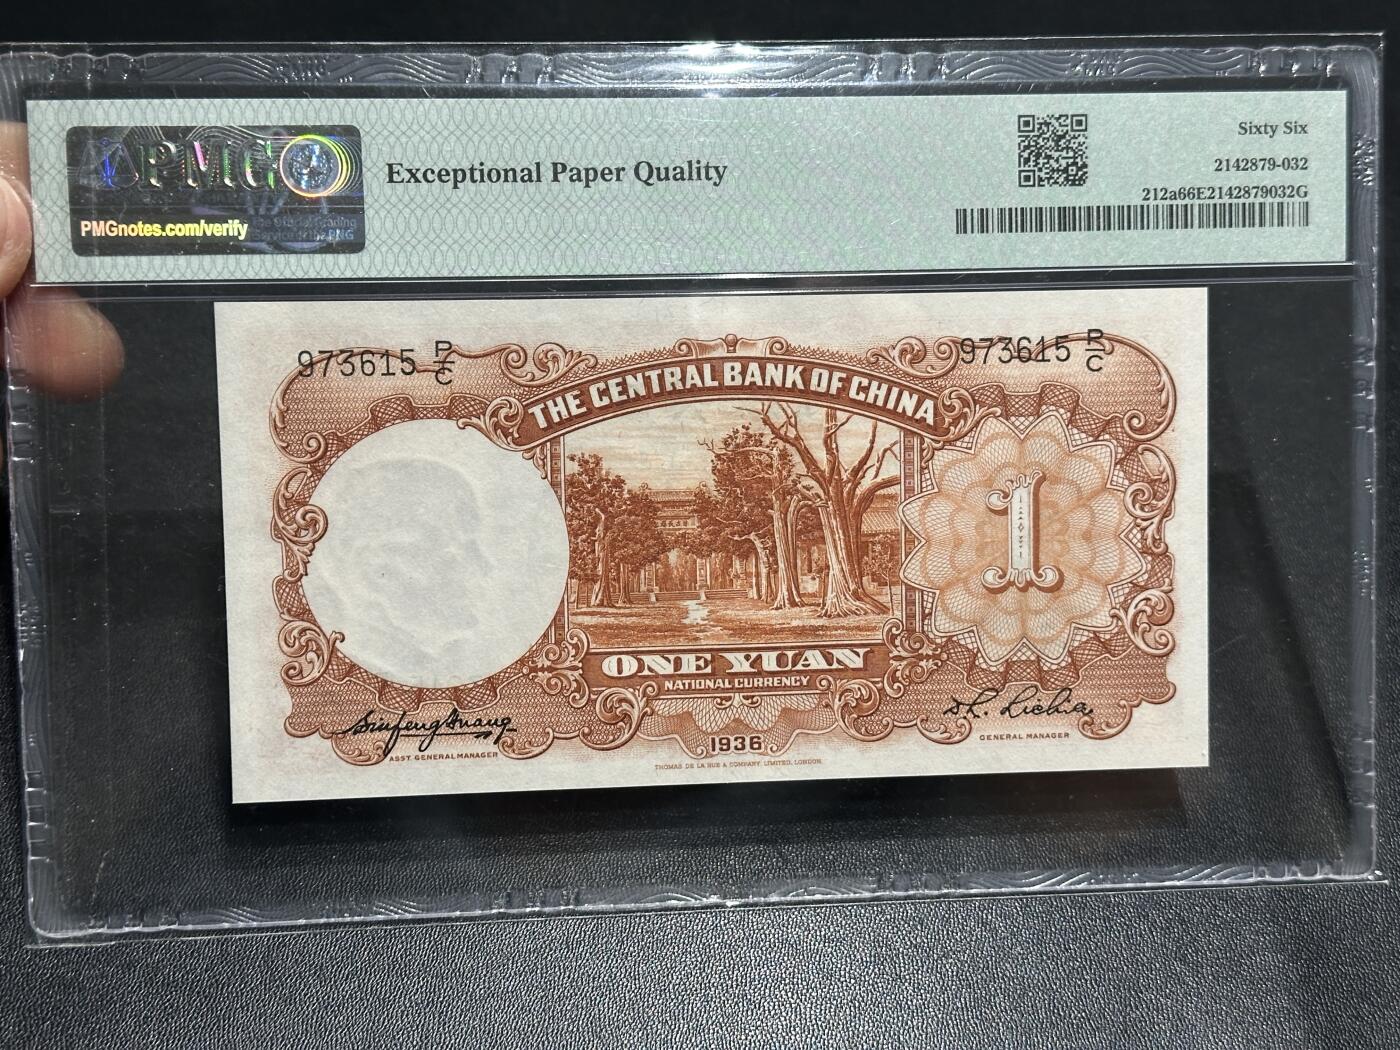 PMG
PMGnotes.com/verify
Exceptional Paper Quality
Sixty Six
2142879-032
212a66E2142879032G
973615 P/C
973615 P/C
THE CENTRAL BANK OF CHINA
1
ONE YUAN
NATIONAL CURRENCY
ASST GENERAL MANAGER
GENERAL MANAGER
1936
THOMAS DE LA RUE & COMPANY, LIMITED, LONDON.